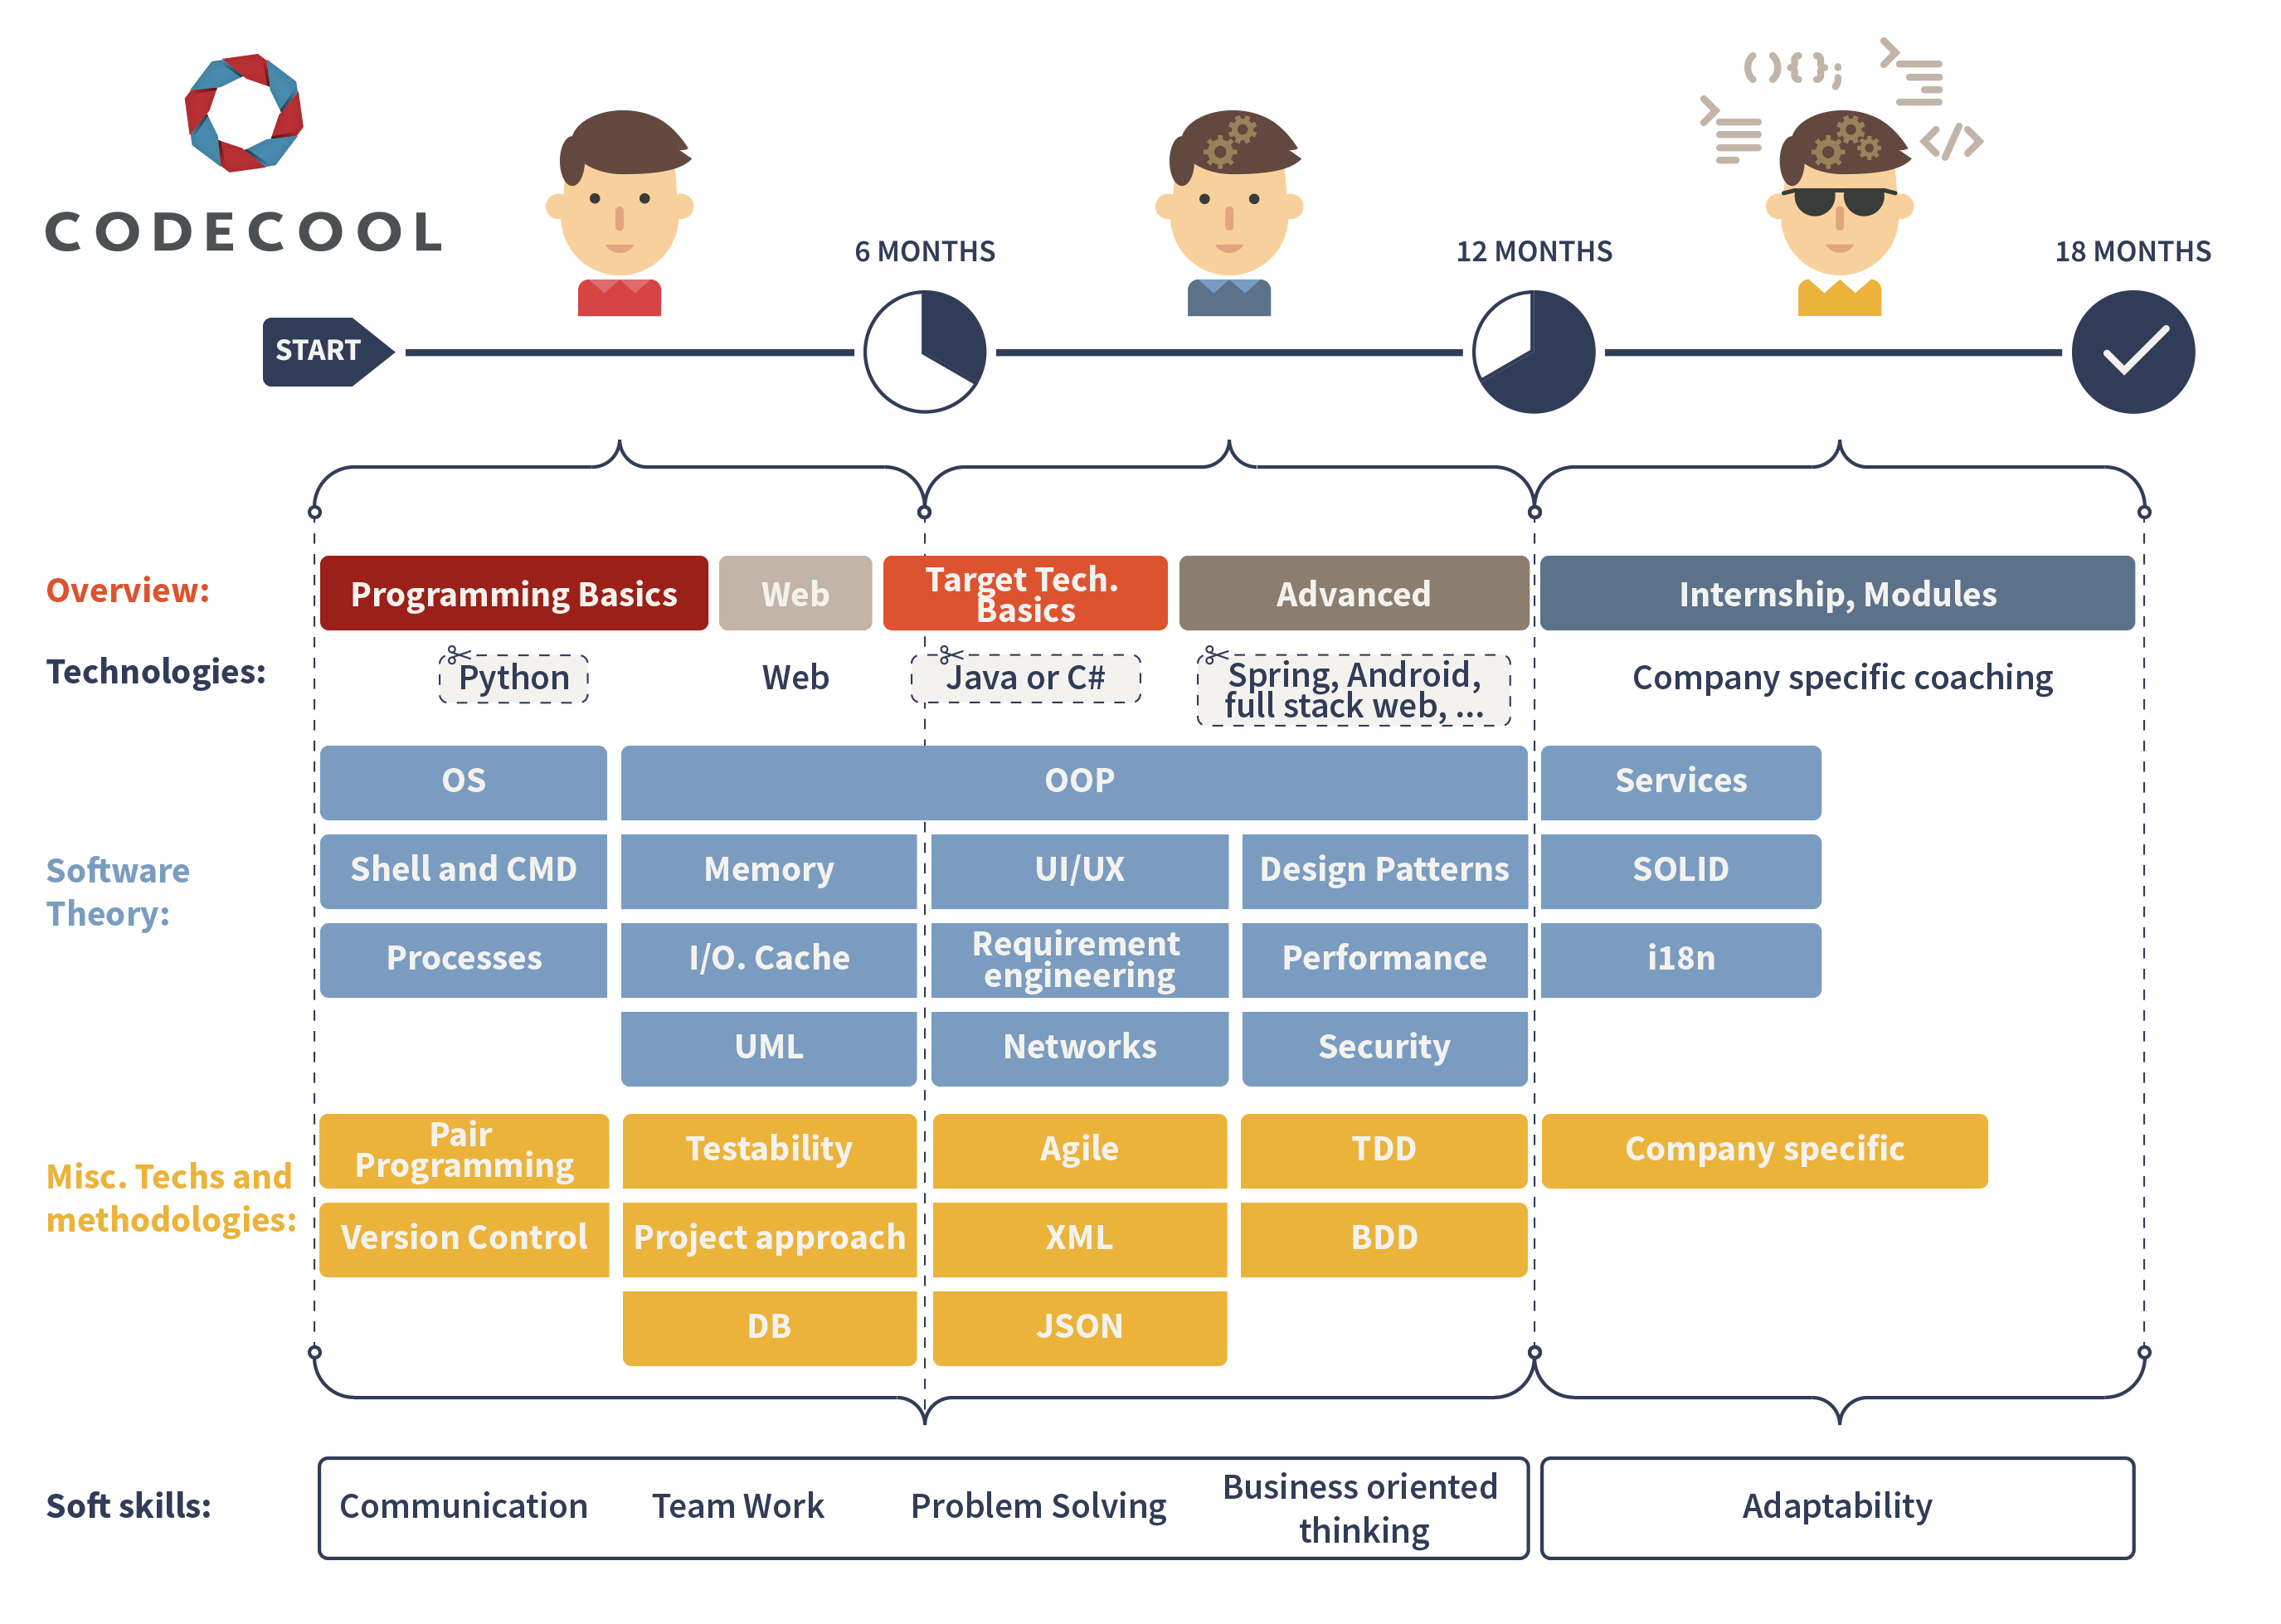 CODECOOL
( ) { } ;
</>
6 MONTHS
12 MONTHS
18 MONTHS
START
Overview:
Programming Basics
Web
Target Tech.
Basics
Advanced
Internship, Modules
Technologies:
Python
Web
Java or C#
Spring, Android,
full stack web, ...
Company specific coaching
Software
Theory:
OS
OOP
Services
Shell and CMD
Memory
UI/UX
Design Patterns
SOLID
Processes
I/O. Cache
Requirement
engineering
Performance
i18n
UML
Networks
Security
Misc. Techs and
methodologies:
Pair
Programming
Testability
Agile
TDD
Company specific
Version Control
Project approach
XML
BDD
DB
JSON
Soft skills:
Communication
Team Work
Problem Solving
Business oriented
thinking
Adaptability